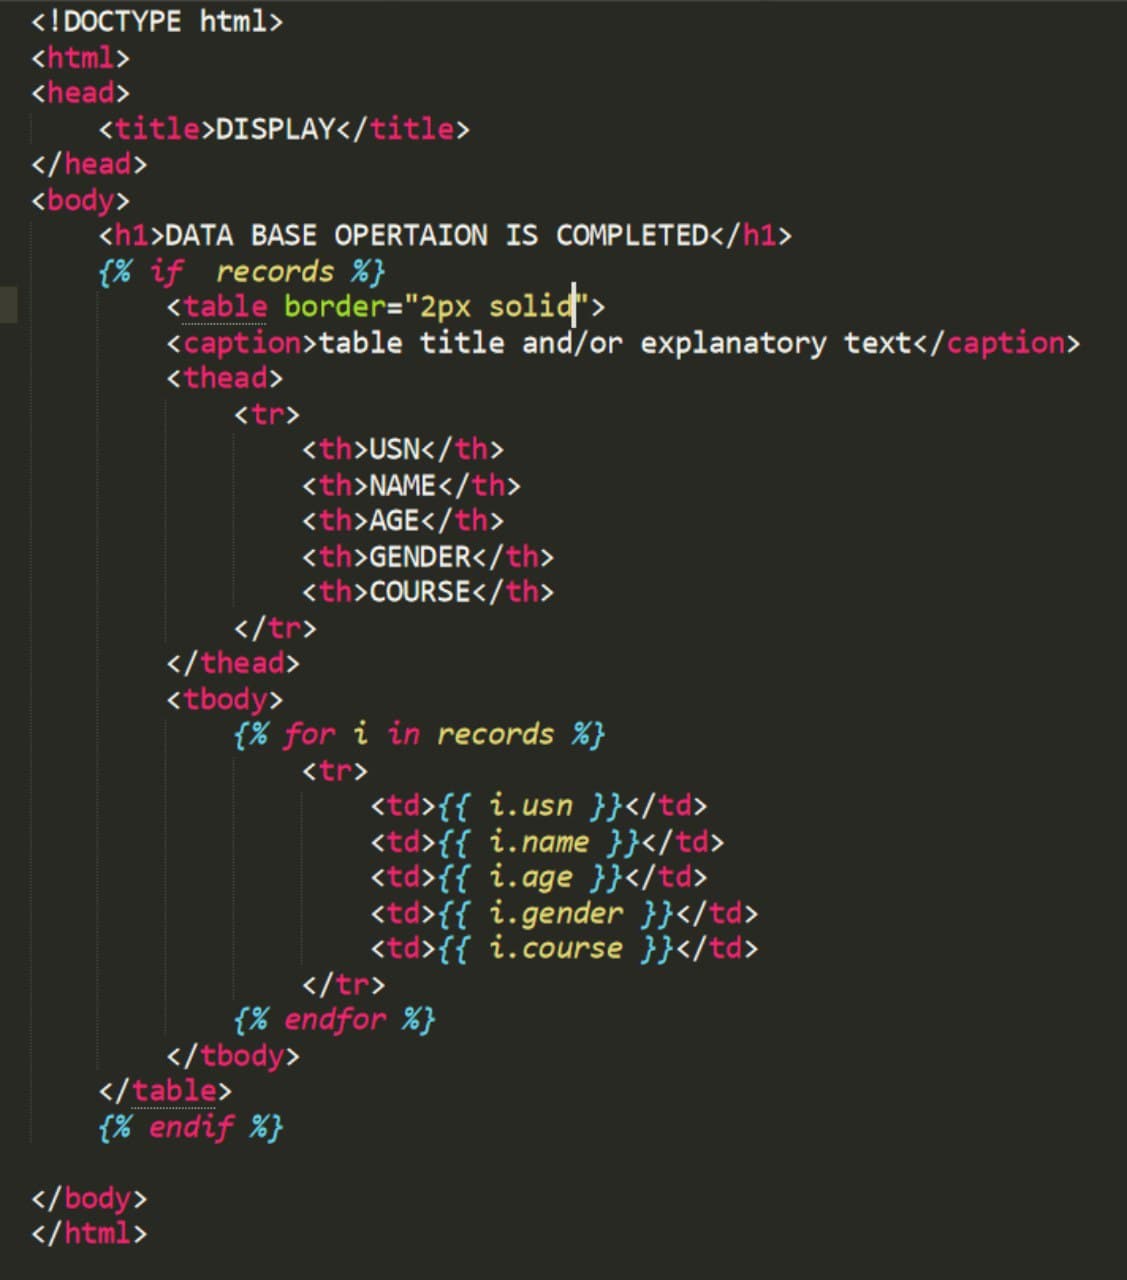 <!DOCTYPE html>
<html>
<head>
    <title>DISPLAY</title>
</head>
<body>
    <h1>DATA BASE OPERTAION IS COMPLETED</h1>
    {% if  records %}
        <table border="2px solid">
        <caption>table title and/or explanatory text</caption>
        <thead>
            <tr>
                <th>USN</th>
                <th>NAME</th>
                <th>AGE</th>
                <th>GENDER</th>
                <th>COURSE</th>
            </tr>
        </thead>
        <tbody>
            {% for i in records %}
                <tr>
                    <td>{{ i.usn }}</td>
                    <td>{{ i.name }}</td>
                    <td>{{ i.age }}</td>
                    <td>{{ i.gender }}</td>
                    <td>{{ i.course }}</td>
                </tr>
            {% endfor %}
        </tbody>
    </table>
    {% endif %}

</body>
</html>